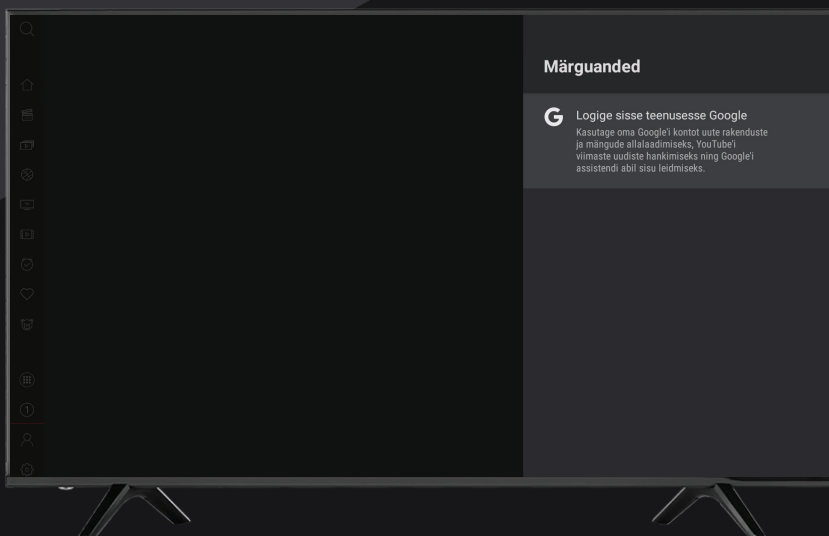 Märguanded
G Logige sisse teenusesse Google
Kasutage oma Google'i kontot uute rakenduste
ja mängude allalaadimiseks, YouTube'i
viimaste uudiste hankimiseks ning Google'i
assistendi abil sisu leidmiseks.
1